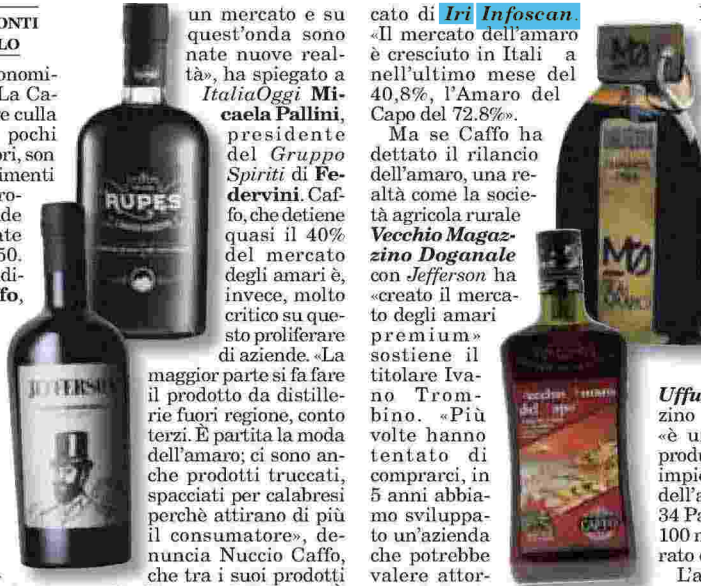 ONTI
LO
onomi-
La Ca-
e culla
pochi
ri, son
imenti
ro-
de
te
50.
di-
fo,
un mercato e su
quest'onda sono
nate nuove real-
tà», ha spiegato a
ItaliaOggi Mi-
caela Pallini,
presidente
del Gruppo
Spiriti di Fe-
dervini. Caf-
fo, che detiene
quasi il 40%
del mercato
degli amari è,
invece, molto
critico su que-
sto proliferare
di aziende. «La
maggior parte si fa fare
il prodotto da distille-
rie fuori regione, conto
terzi. È partita la moda
dell'amaro; ci sono an-
che prodotti truccati,
spacciati per calabresi
perchè attirano di più
il consumatore», de-
nuncia Nuccio Caffo,
che tra i suoi prodotti
cato di Iri Infoscan.
«Il mercato dell'amaro
è cresciuto in Itali a
nell'ultimo mese del
40,8%, l'Amaro del
Capo del 72.8%».
Ma se Caffo ha
dettato il rilancio
dell'amaro, una re-
altà come la socie-
tà agricola rurale
Vecchio Magaz-
zino Doganale
con Jefferson ha
«creato il merca-
to degli amari
premium»
sostiene il
titolare Iva-
no Trom-
bino. «Più
volte hanno
tentato di
comprarci, in
5 anni abbia-
mo sviluppa-
to un'azienda
che potrebbe
valere attor-
Uffu
zino
«è un
produ
impie
dell'a
34 Pa
100 m
rato
L'a
RUPES
JEFFERSON
Vecchio Amaro
del Capo
CAFFO
MØ
MØ